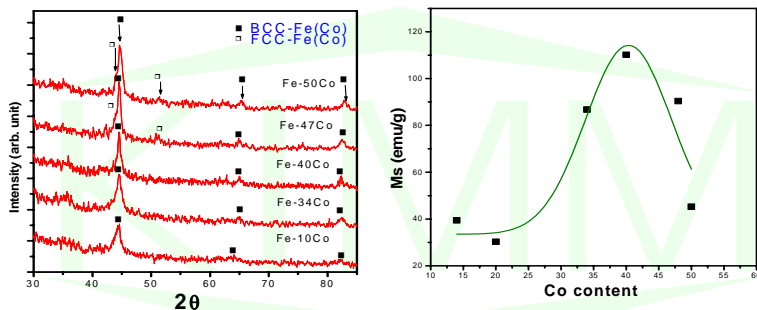 BCC-Fe(Co)
FCC-Fe(Co)
Fe-50Co
Fe-47Co
Fe-40Co
Fe-34Co
Fe-10Co
Intensity (arb. unit)
30 40 50 60 70 80
2θ
Ms (emu/g)
120
100
80
60
40
20
10 15 20 25 30 35 40 45 50 55 60
Co content